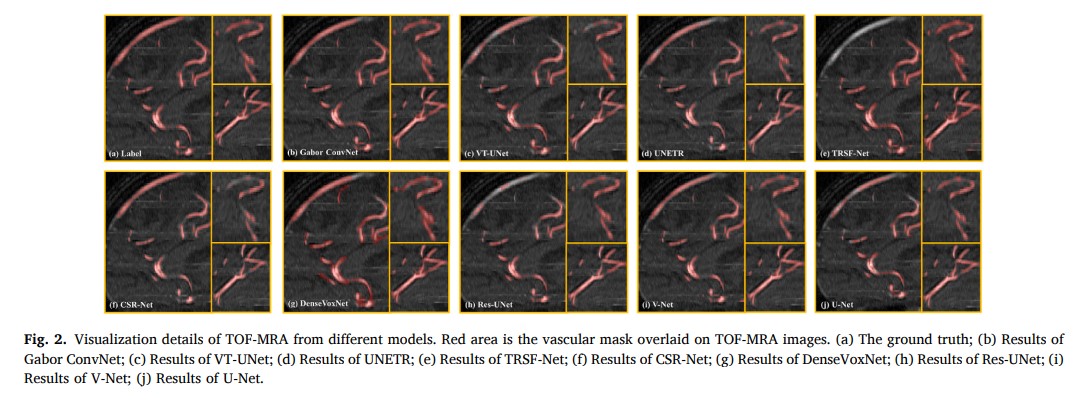 (a) Label
(b) Gabor ConvNet
(c) VT-UNet
(d) UNETR
(e) TRSF-Net
(f) CSR-Net
(g) DenseVoxNet
(h) Res-UNet
(i) V-Net
(j) U-Net
Fig. 2. Visualization details of TOF-MRA from different models. Red area is the vascular mask overlaid on TOF-MRA images. (a) The ground truth; (b) Results of
Gabor ConvNet; (c) Results of VT-UNet; (d) Results of UNETR; (e) Results of TRSF-Net; (f) Results of CSR-Net; (g) Results of DenseVoxNet; (h) Results of Res-UNet; (i)
Results of V-Net; (j) Results of U-Net.